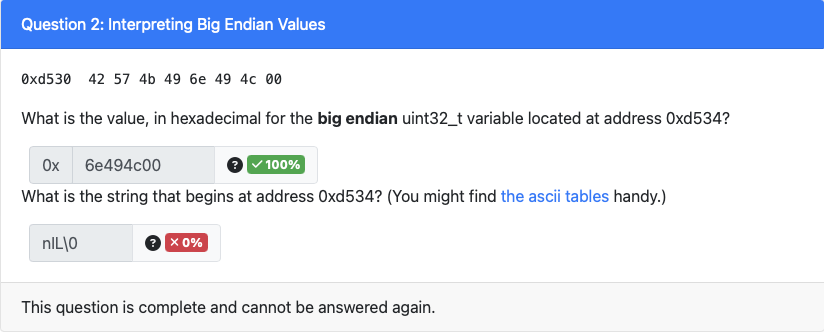 Question 2: Interpreting Big Endian Values
0xd530 42 57 4b 49 6e 49 4c 00
What is the value, in hexadecimal for the big endian uint32_t variable located at address 0xd534?
0x 6e494c00 ? ✓ 100%
What is the string that begins at address 0xd534? (You might find the ascii tables handy.)
nIL\0 ? ✕ 0%
This question is complete and cannot be answered again.